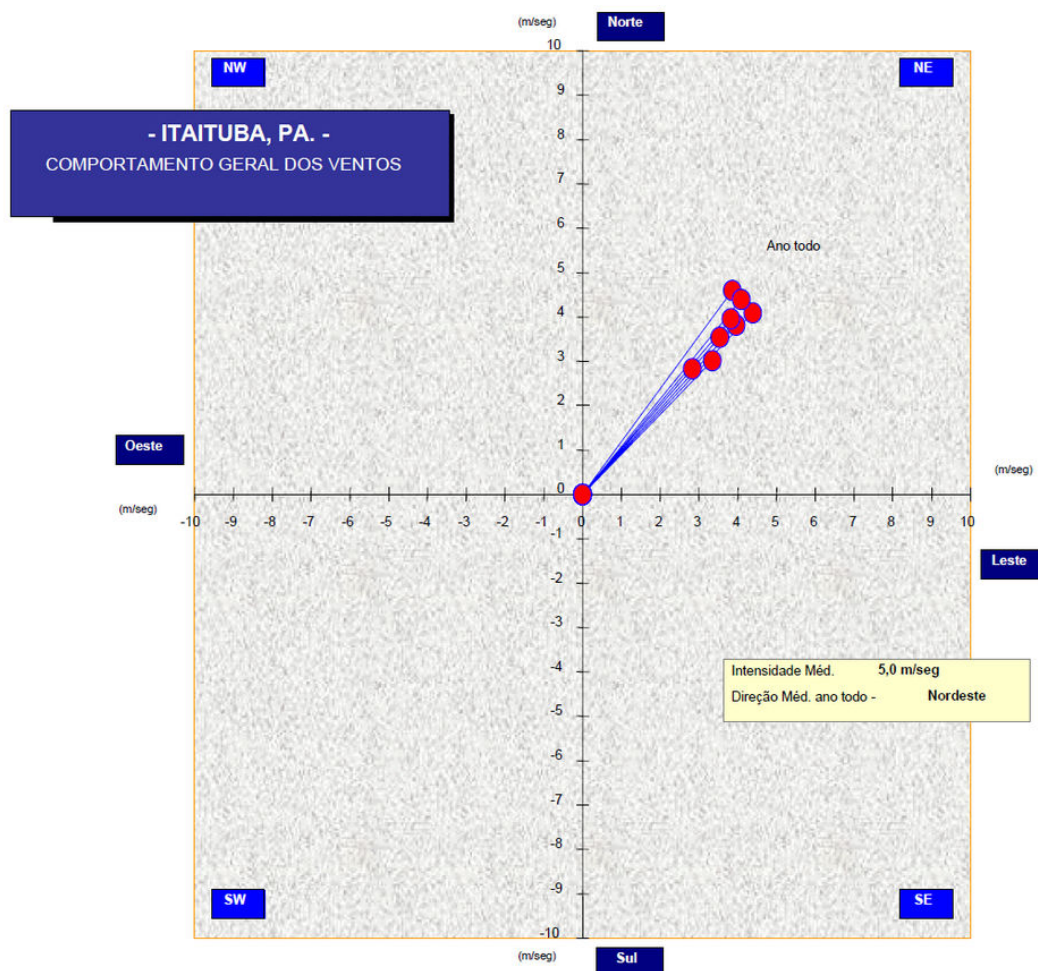 (m/seg)
Norte
NW
NE
- ITAITUBA, PA. -
COMPORTAMENTO GERAL DOS VENTOS
10
9
8
7
6
5
4
3
2
1
0
-1
-2
-3
-4
-5
-6
-7
-8
-9
-10
Ano todo
Oeste
(m/seg)
(m/seg)
-10 -9 -8 -7 -6 -5 -4 -3 -2 -1 0 1 2 3 4 5 6 7 8 9 10
Leste
Intensidade Méd. 5,0 m/seg
Direção Méd. ano todo - Nordeste
SW
SE
(m/seg)
Sul